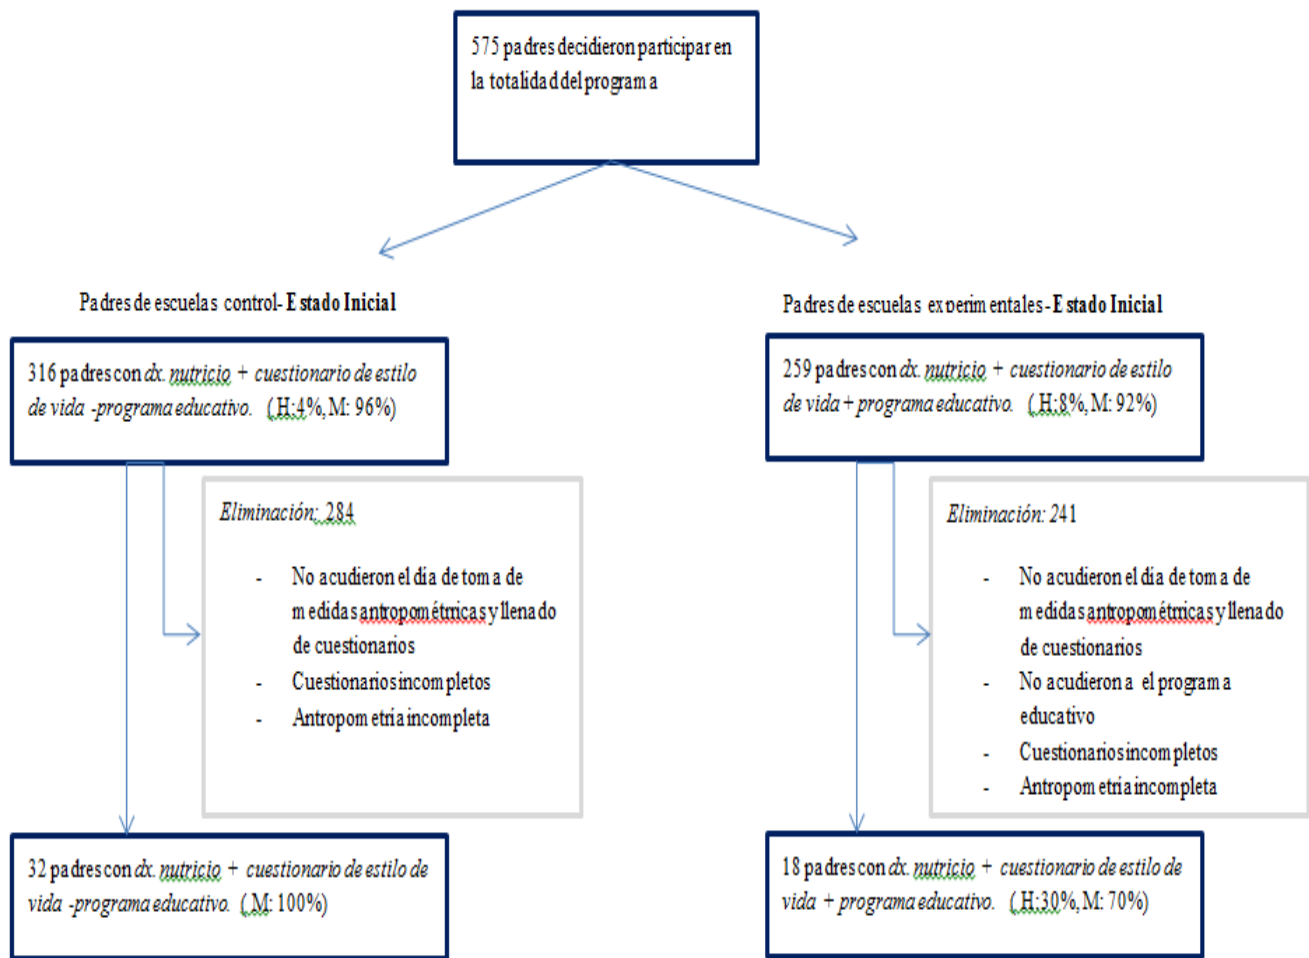 575 padres decidieron participar en
la totalidad del programa
Padres de escuelas control- Estado Inicial
316 padres con dx. nutricio + cuestionario de estilo
de vida -programa educativo. ( H:4%, M: 96%)
Eliminación: 284
- No acudieron el día de toma de
medidas antropométrricas y llenado
de cuestionarios
- Cuestionarios incompletos
- Antropometría incompleta
32 padres con dx. nutricio + cuestionario de estilo de
vida -programa educativo. ( M: 100%)
Padres de escuelas experimentales -Estado Inicial
259 padres con dx. nutricio + cuestionario de estilo
de vida + programa educativo. ( H:8%, M: 92%)
Eliminación: 241
- No acudieron el día de toma de
medidas antropométrricas y llenado
de cuestionarios
- No acudieron a el programa
educativo
- Cuestionarios incompletos
- Antropometría incompleta
18 padres con dx. nutricio + cuestionario de estilo de
vida + programa educativo. ( H:30%, M: 70%)